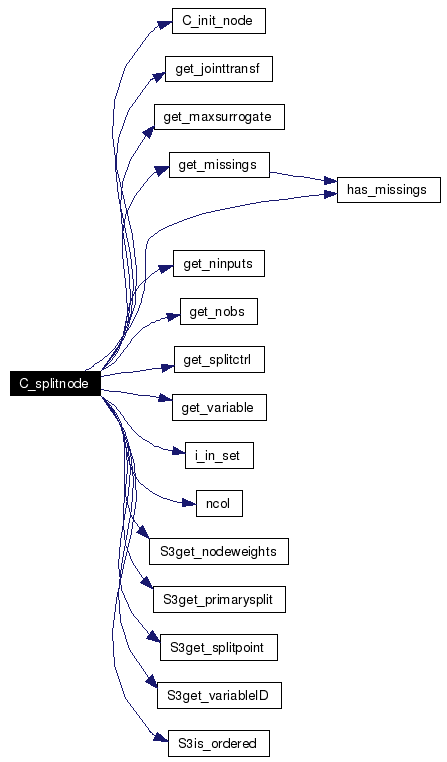 C_init_node
get_jointtransf
get_maxsurrogate
get_missings
has_missings
get_ninputs
get_nobs
get_splitctrl
C_splitnode
get_variable
i_in_set
ncol
S3get_nodeweights
S3get_primarysplit
S3get_splitpoint
S3get_variableID
S3is_ordered